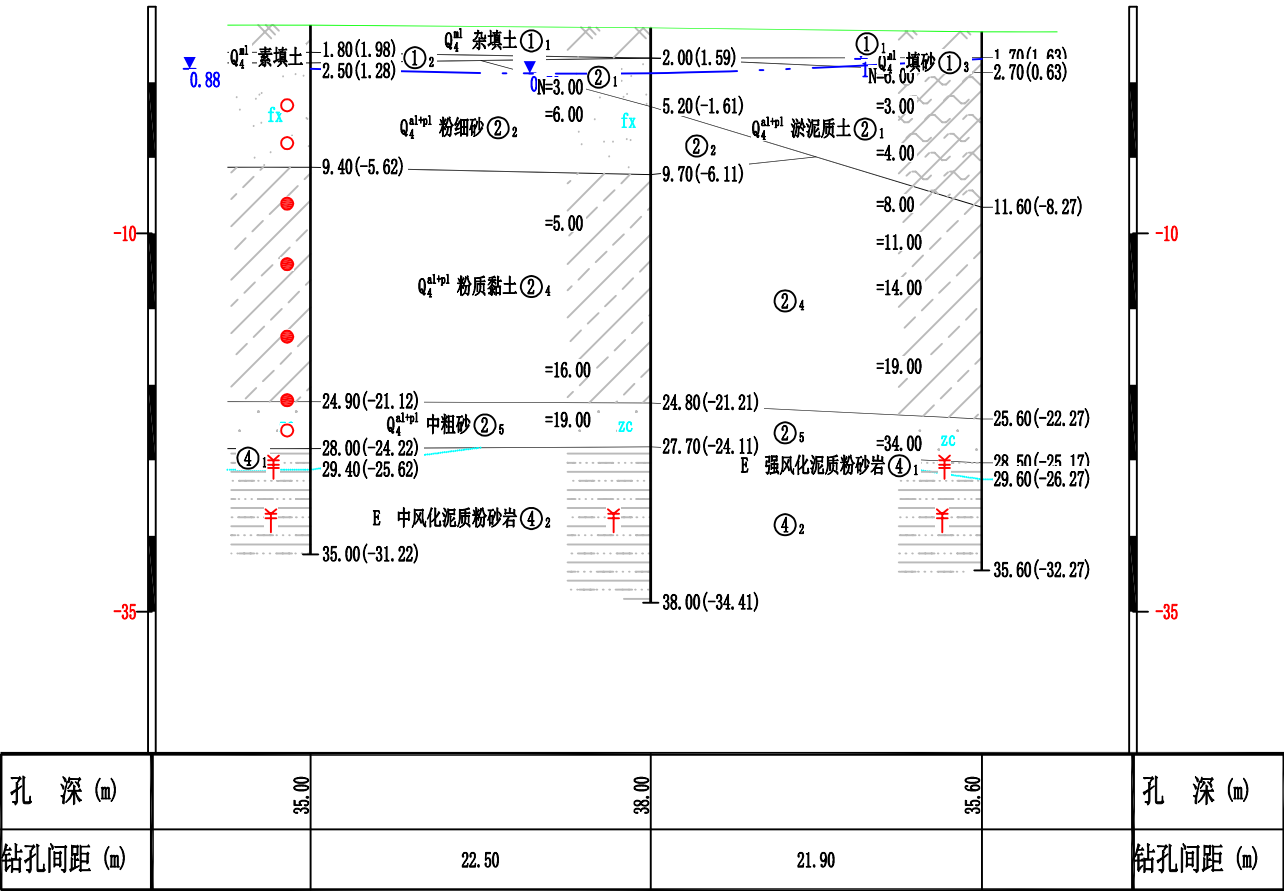 Q₄ᵐˡ 素填土
1.80(1.98)
①₂
2.50(1.28)
Q₄ᵐˡ 杂填土①₁
2.00(1.59)
①₁
Q₄ᵐˡ 填砂①₃
1.70(1.63)
2.70(0.63)
0.88
0
②₁
N=3.00
=6.00
5.20(-1.61)
=3.00
fx
fx
Q₄ᵃˡ⁺ᵖˡ 粉细砂②₂
②₂
Q₄ᵃˡ⁺ᵖˡ 淤泥质土②₁
=4.00
9.40(-5.62)
9.70(-6.11)
=8.00
11.60(-8.27)
=5.00
-10
-10
=11.00
Q₄ᵃˡ⁺ᵖˡ 粉质黏土②₄
②₄
=14.00
=16.00
=19.00
24.90(-21.12)
24.80(-21.21)
25.60(-22.27)
Q₄ᵃˡ⁺ᵖˡ 中粗砂②₅
=19.00
zc
②₅
=34.00
zc
28.00(-24.22)
27.70(-24.11)
28.50(-25.17)
④₁
29.40(-25.62)
E 强风化泥质粉砂岩④₁
29.60(-26.27)
E 中风化泥质粉砂岩④₂
④₂
35.00(-31.22)
35.60(-32.27)
38.00(-34.41)
-35
-35
孔 深(m)
35.00
38.00
35.60
孔 深(m)
钻孔间距(m)
22.50
21.90
钻孔间距(m)